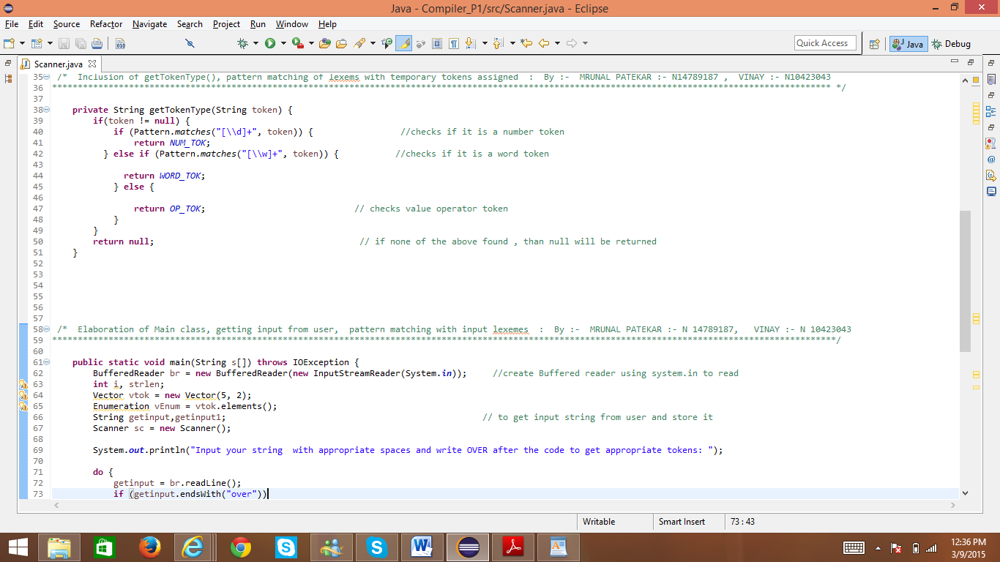 Java - Compiler_P1/src/Scanner.java - Eclipse
File Edit Source Refactor Navigate Search Project Run Window Help
Quick Access Java Debug
Scanner.java
35 /*  Inclusion of getTokenType(), pattern matching of lexems with temporary tokens assigned  :  By :-  MRUNAL PATEKAR :- N14789187 ,  VINAY :- N10423043
36 ******************************************************************************************************************************************************** */
37
38     private String getTokenType(String token) {
39         if(token != null) {
40             if (Pattern.matches("[\\d]+", token)) {                 //checks if it is a number token
41                 return NUM_TOK;
42           } else if (Pattern.matches("[\\w]+", token)) {           //checks if it is a word token
43
44               return WORD_TOK;
45             } else {
46
47                 return OP_TOK;                             // checks value operator token
48             }
49         }
50         return null;                                        // if none of the above found , than null will be returned
51     }
52
53
54
55
56
57
58 /*  Elaboration of Main class, getting input from user,  pattern matching with input lexemes  :  By :-  MRUNAL PATEKAR :- N 14789187,   VINAY :- N 10423043
59 *********************************************************************************************************************************************************/
60
61     public static void main(String s[]) throws IOException {
62         BufferedReader br = new BufferedReader(new InputStreamReader(System.in));     //create Buffered reader using system.in to read
63         int i, strlen;
64         Vector vtok = new Vector(5, 2);
65         Enumeration vEnum = vtok.elements();
66         String getinput,getinput1;                                                  // to get input string from user and store it
67         Scanner sc = new Scanner();
68
69         System.out.println("Input your string  with appropriate spaces and write OVER after the code to get appropriate tokens: ");
70
71         do {
72             getinput = br.readLine();
73             if (getinput.endsWith("over"))
Writable Smart Insert 73 : 43
12:36 PM
3/9/2015